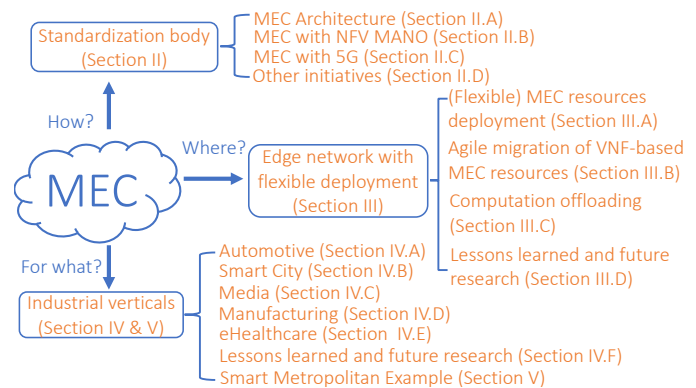 Standardization body
(Section II)
MEC Architecture (Section II.A)
MEC with NFV MANO (Section II.B)
MEC with 5G (Section II.C)
Other initiatives (Section II.D)
How?
Where?
MEC
Edge network with
flexible deployment
(Section III)
(Flexible) MEC resources
deployment (Section III.A)
Agile migration of VNF-based
MEC resources (Section III.B)
Computation offloading
(Section III.C)
Lessons learned and future
research (Section III.D)
For what?
Industrial verticals
(Section IV & V)
Automotive (Section IV.A)
Smart City (Section IV.B)
Media (Section IV.C)
Manufacturing (Section IV.D)
eHealthcare (Section IV.E)
Lessons learned and future research (Section IV.F)
Smart Metropolitan Example (Section V)